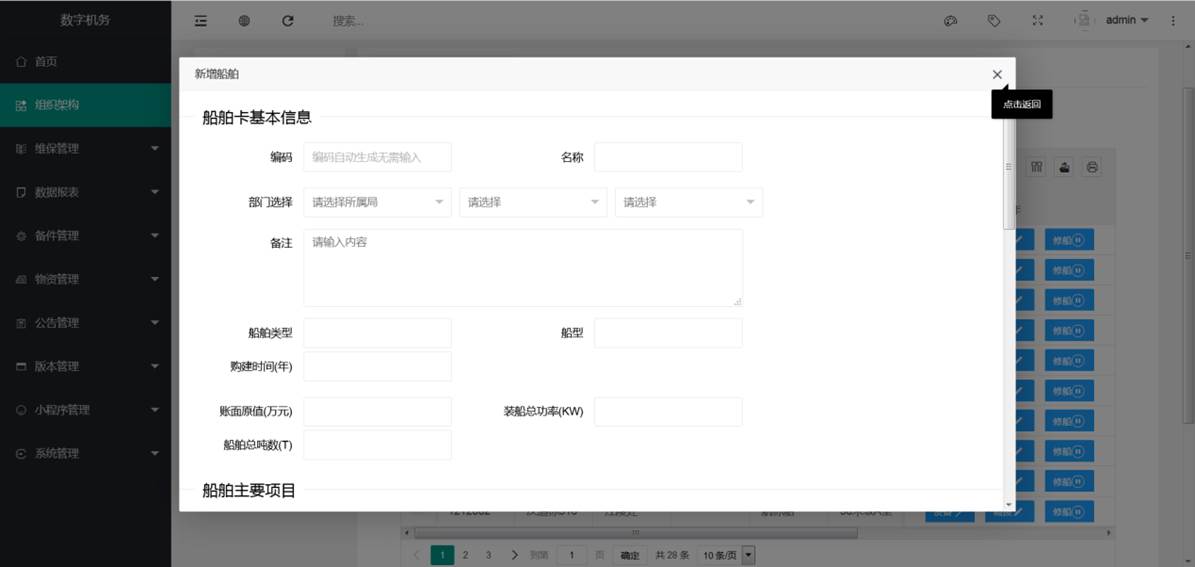 数字机务
搜索...
admin
首页
组织架构
维保管理
数据报表
备件管理
物资管理
公告管理
版本管理
小程序管理
系统管理
新增船舶
点击返回
船舶卡基本信息
编码 编码自动生成无需输入 名称
部门选择 请选择所属局 请选择 请选择
备注 请输入内容
船舶类型 船型
购建时间(年)
账面原值(万元) 装船总功率(KW)
船舶总吨数(T)
船舶主要项目
修船
修船
修船
修船
修船
修船
修船
修船
修船
修船
1 2 3 到第 1 页 确定 共 28 条 10 条/页